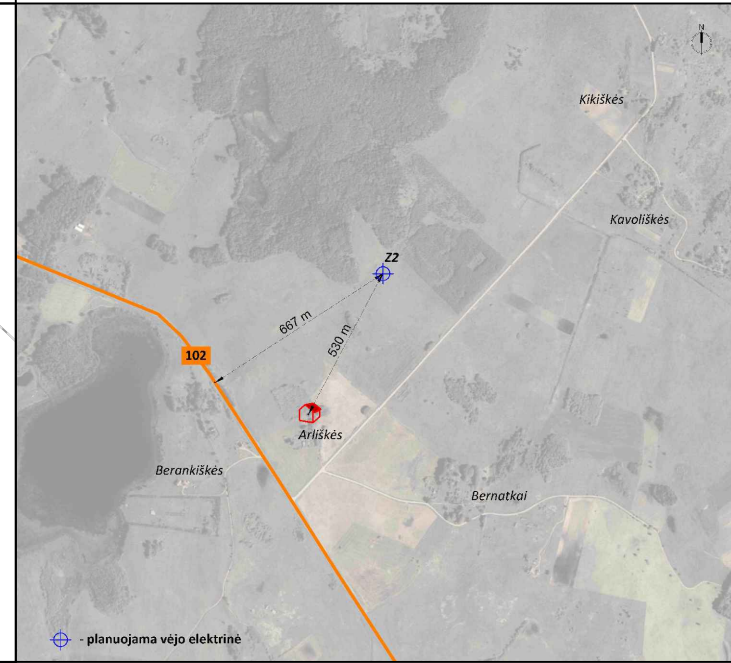 N
Kikiškės
Kavoliškės
Z2
667 m
530 m
102
Arliškės
Berankiškės
Bernatkai
- planuojama vėjo elektrinė